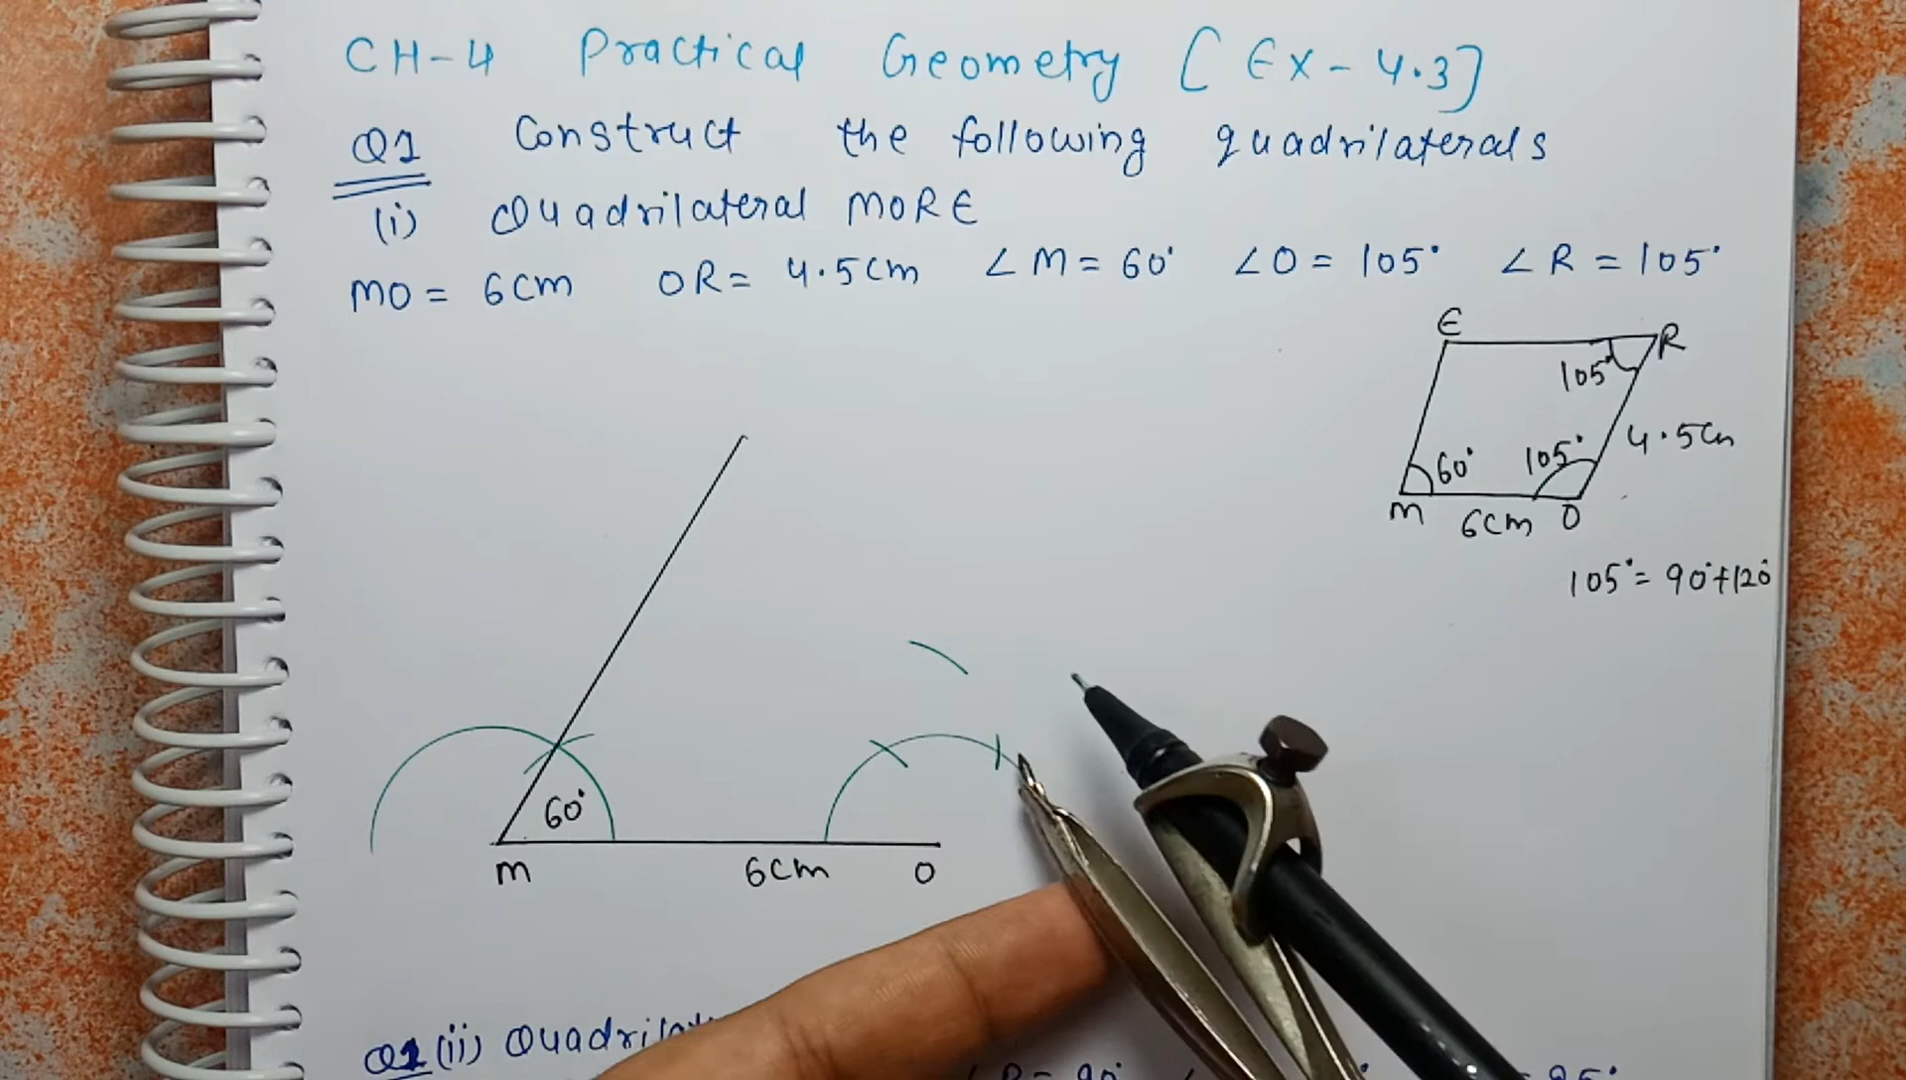 CH-4 Practical Geometry [Ex-4.3]
Q1 Construct the following quadrilaterals
(i) Quadrilateral MORE
MO = 6cm OR = 4.5cm ∠M = 60° ∠O = 105° ∠R = 105°
E R
105°
4.5cm
60° 105°
M 6cm O
105° = 90°+120
60°
M 6cm O
Q1 (ii)